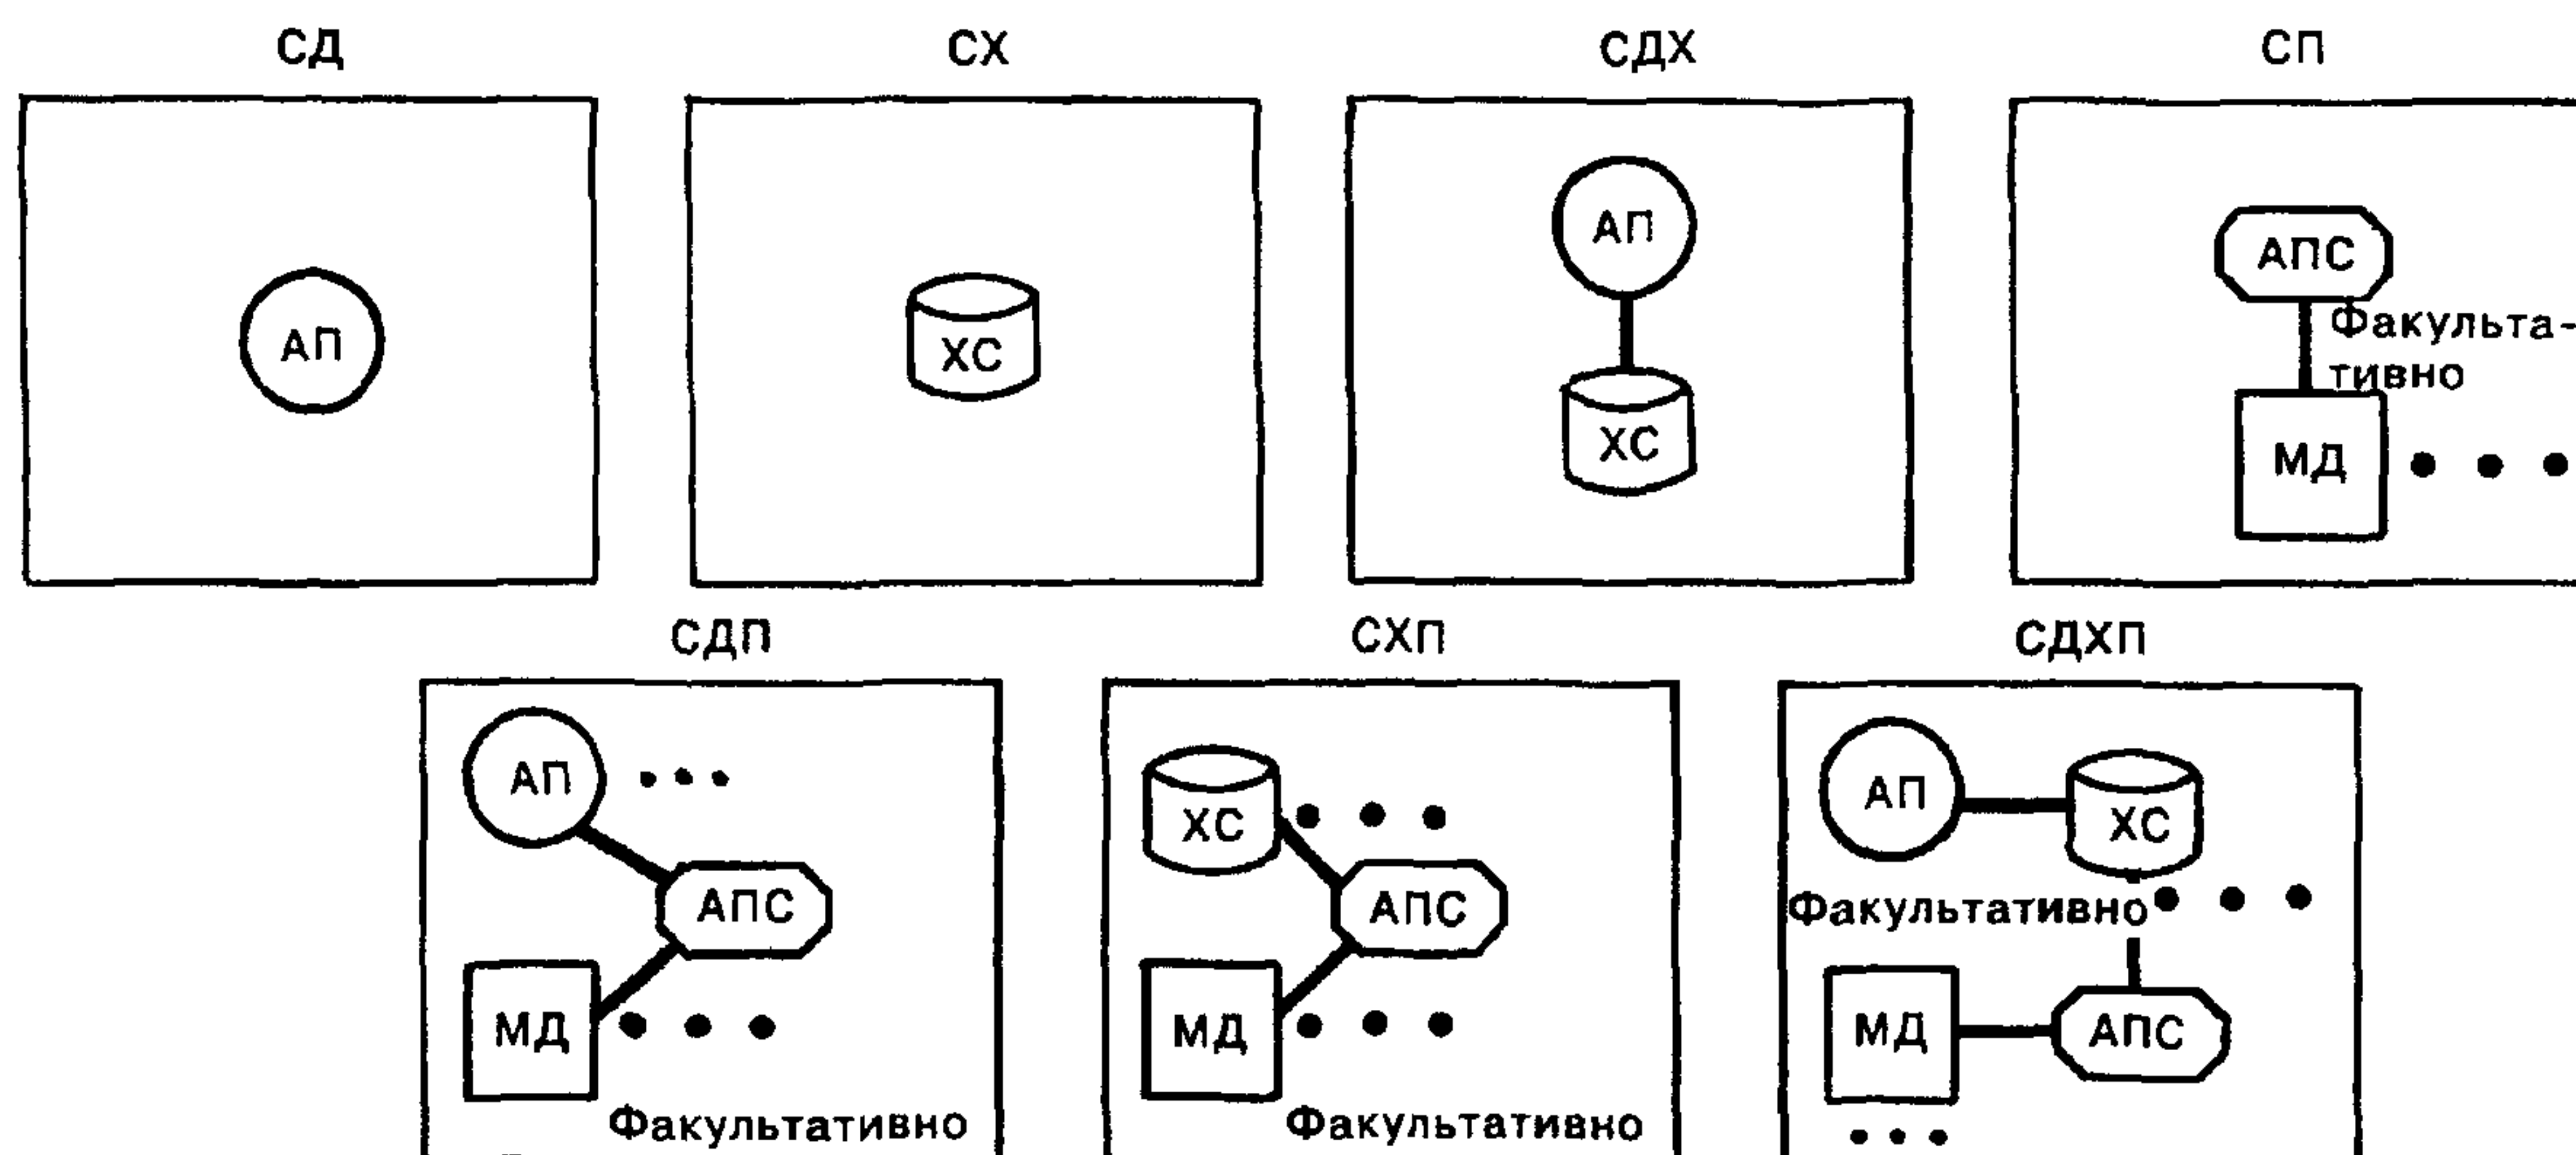 СД
СХ
СДХ
СП
АП
ХС
АП
ХС
АПС
Факульта-
тивно
МД
СДП
СХП
СДХП
АП
АПС
МД
Факультативно
ХС
АПС
МД
Факультативно
АП
ХС
Факультативно
МД
АПС